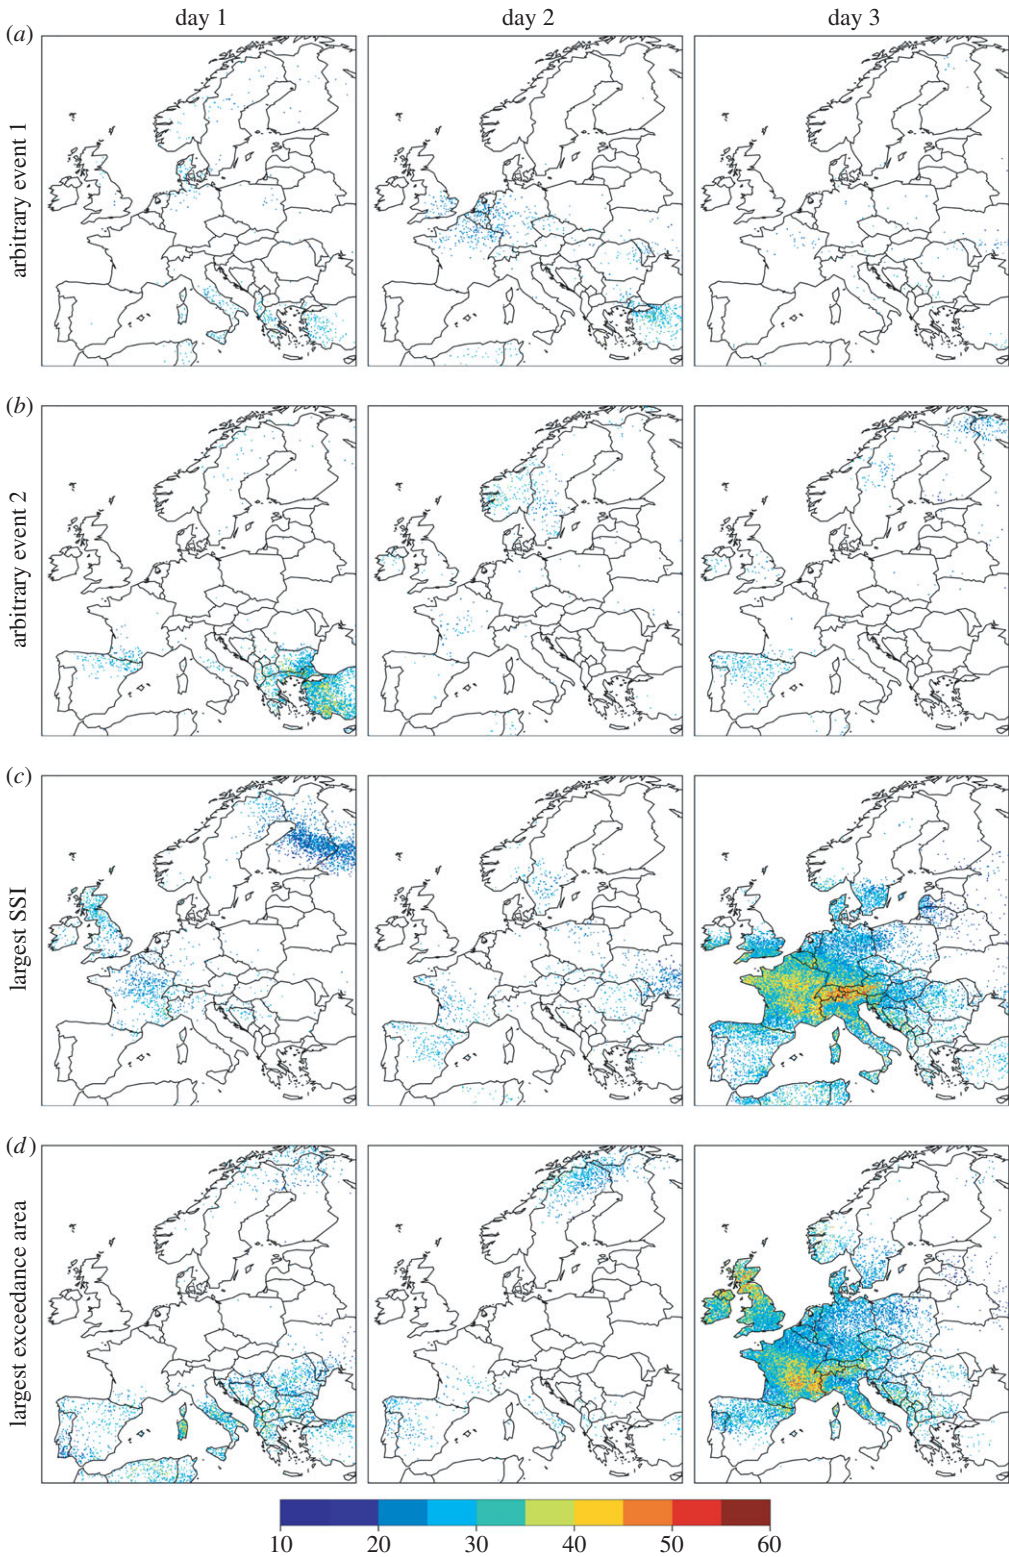 day 1 day 2 day 3
(a)
arbitrary event 1
(b)
arbitrary event 2
(c)
largest SSI
(d)
largest exceedance area
10 20 30 40 50 60